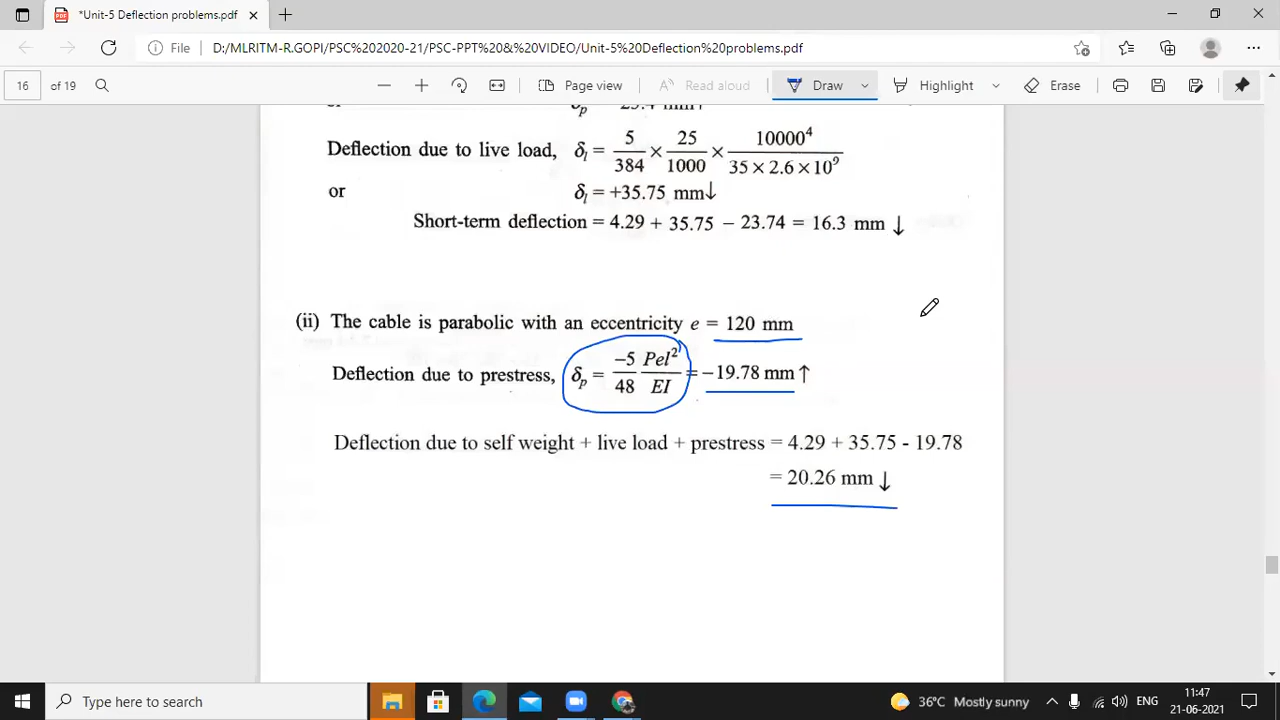 *Unit-5 Deflection problems.pdf
File D:/MLRITM-R.GOPI/PSC%202020-21/PSC-PPT%20&%20VIDEO/Unit-5%20Deflection%20problems.pdf
16 of 19 Page view Read aloud Draw Highlight Erase
Deflection due to live load, δl = 5/384 × 25/1000 × 10000⁴/(35 × 2.6 × 10⁹)
or δl = +35.75 mm↓
Short-term deflection = 4.29 + 35.75 − 23.74 = 16.3 mm ↓
(ii) The cable is parabolic with an eccentricity e = 120 mm
Deflection due to prestress, δp = −5/48 Pel²/EI = −19.78 mm↑
Deflection due to self weight + live load + prestress = 4.29 + 35.75 - 19.78
= 20.26 mm ↓
Type here to search 36°C Mostly sunny ENG 11:47
21-06-2021